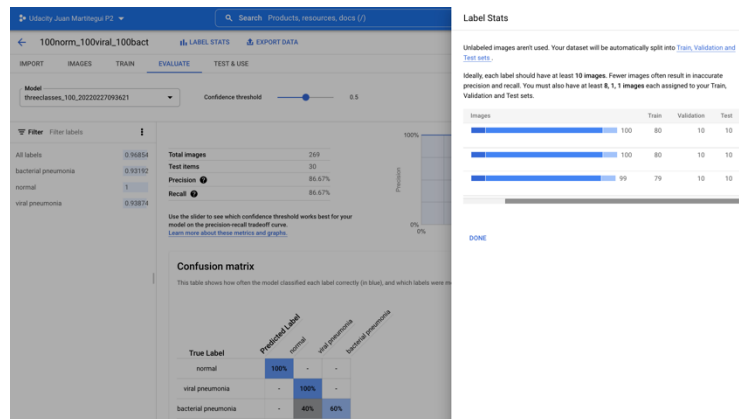 Udacity Juan Martitegui P2
Search Products, resources, docs (/)
100norm_100viral_100bact
LABEL STATS
EXPORT DATA
IMPORT IMAGES TRAIN EVALUATE TEST & USE
Model
threeclasses_100_20220227093621
Confidence threshold
0.5
Filter Filter labels
All labels 0.96854
bacterial pneumonia 0.93192
normal 1
viral pneumonia 0.93874
Total images 269
Test items 30
Precision 86.67%
Recall 86.67%
Use the slider to see which confidence threshold works best for your
model on the precision-recall tradeoff curve.
Learn more about these metrics and graphs.
100%
Precision
0%
0%
Confusion matrix
This table shows how often the model classified each label correctly (in blue), and which labels were
True Label
Predicted Label
normal
viral pneumonia
bacterial pneumonia
normal 100% - -
viral pneumonia - 100% -
bacterial pneumonia - 40% 60%
Label Stats
Unlabeled images aren't used. Your dataset will be automatically split into Train, Validation and
Test sets .
Ideally, each label should have at least 10 images. Fewer images often result in inaccurate
precision and recall. You must also have at least 8, 1, 1 images each assigned to your Train,
Validation and Test sets.
Images Train Validation Test
100 80 10 10
100 80 10 10
99 79 10 10
DONE